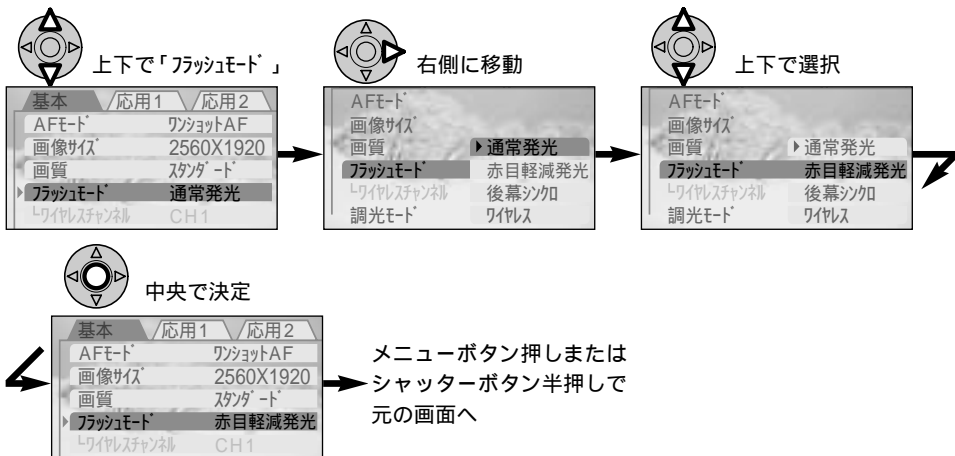 上下で「ﾌﾗｯｼｭﾓｰﾄﾞ」
基本 応用1 応用2
AFﾓｰﾄﾞ ﾜﾝｼｮｯﾄAF
画像ｻｲｽﾞ 2560X1920
画質 ｽﾀﾝﾀﾞｰﾄﾞ
ﾌﾗｯｼｭﾓｰﾄﾞ 通常発光
└ﾜｲﾔﾚｽﾁｬﾝﾈﾙ CH1
右側に移動
AFﾓｰﾄﾞ
画像ｻｲｽﾞ
画質 通常発光
ﾌﾗｯｼｭﾓｰﾄﾞ 赤目軽減発光
└ﾜｲﾔﾚｽﾁｬﾝﾈﾙ 後幕ｼﾝｸﾛ
調光ﾓｰﾄﾞ ﾜｲﾔﾚｽ
上下で選択
AFﾓｰﾄﾞ
画像ｻｲｽﾞ
画質 通常発光
ﾌﾗｯｼｭﾓｰﾄﾞ 赤目軽減発光
└ﾜｲﾔﾚｽﾁｬﾝﾈﾙ 後幕ｼﾝｸﾛ
調光ﾓｰﾄﾞ ﾜｲﾔﾚｽ
中央で決定
基本 応用1 応用2
AFﾓｰﾄﾞ ﾜﾝｼｮｯﾄAF
画像ｻｲｽﾞ 2560X1920
画質 ｽﾀﾝﾀﾞｰﾄﾞ
ﾌﾗｯｼｭﾓｰﾄﾞ 赤目軽減発光
└ﾜｲﾔﾚｽﾁｬﾝﾈﾙ CH1
メニューボタン押しまたは
シャッターボタン半押しで
元の画面へ